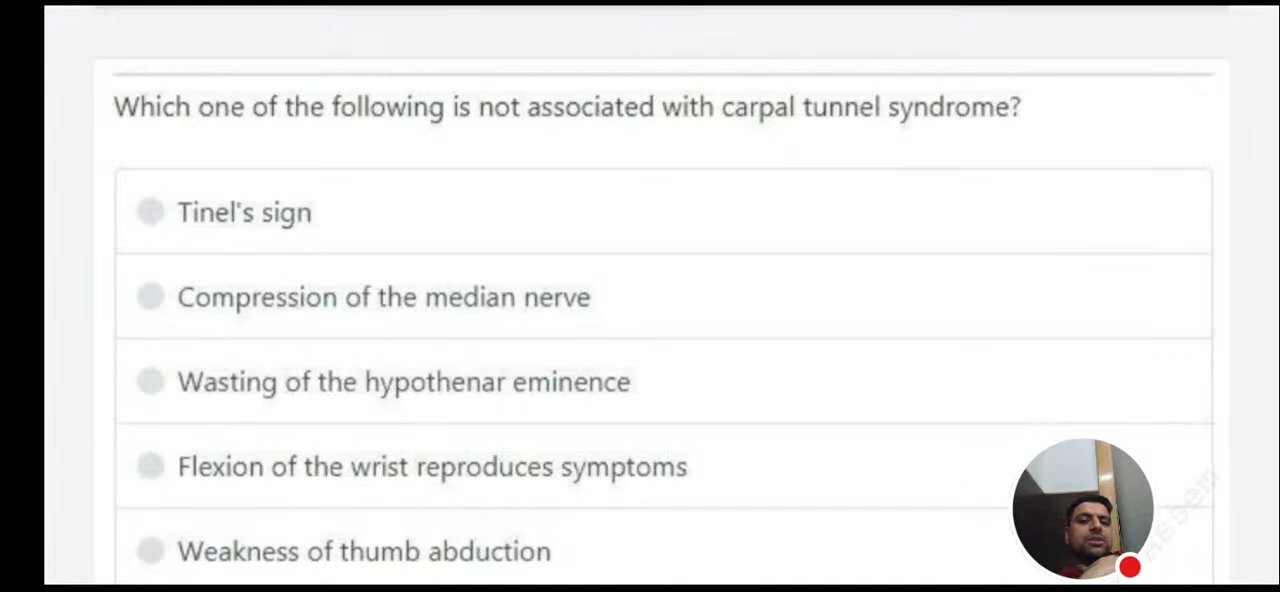 Which one of the following is not associated with carpal tunnel syndrome?
Tinel's sign
Compression of the median nerve
Wasting of the hypothenar eminence
Flexion of the wrist reproduces symptoms
Weakness of thumb abduction